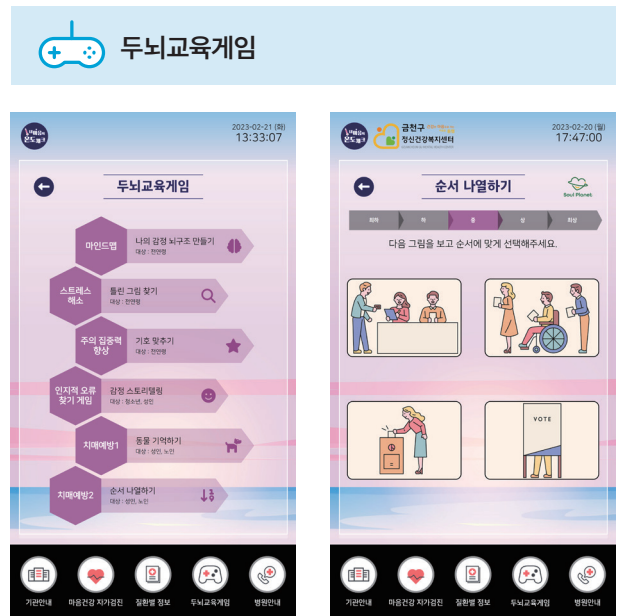 두뇌교육게임
내마음의
온도체크
2023-02-21 (화)
13:33:07
두뇌교육게임
마인드맵
나의 감정 뇌구조 만들기
대상 : 전연령
스트레스
해소
틀린 그림 찾기
대상 : 전연령
주의 집중력
향상
기호 맞추기
대상 : 전연령
인지적 오류
찾기 게임
감정 스토리텔링
대상 : 청소년, 성인
치매예방1
동물 기억하기
대상 : 성인, 노인
치매예방2
순서 나열하기
대상 : 성인, 노인
기관안내
마음건강 자가검진
질환별 정보
두뇌교육게임
병원안내
금천구
정신건강복지센터
2023-02-20 (월)
17:47:00
순서 나열하기
Soul Planet
최하
하
중
상
최상
다음 그림을 보고 순서에 맞게 선택해주세요.
VOTE
기관안내
마음건강 자가검진
질환별 정보
두뇌교육게임
병원안내